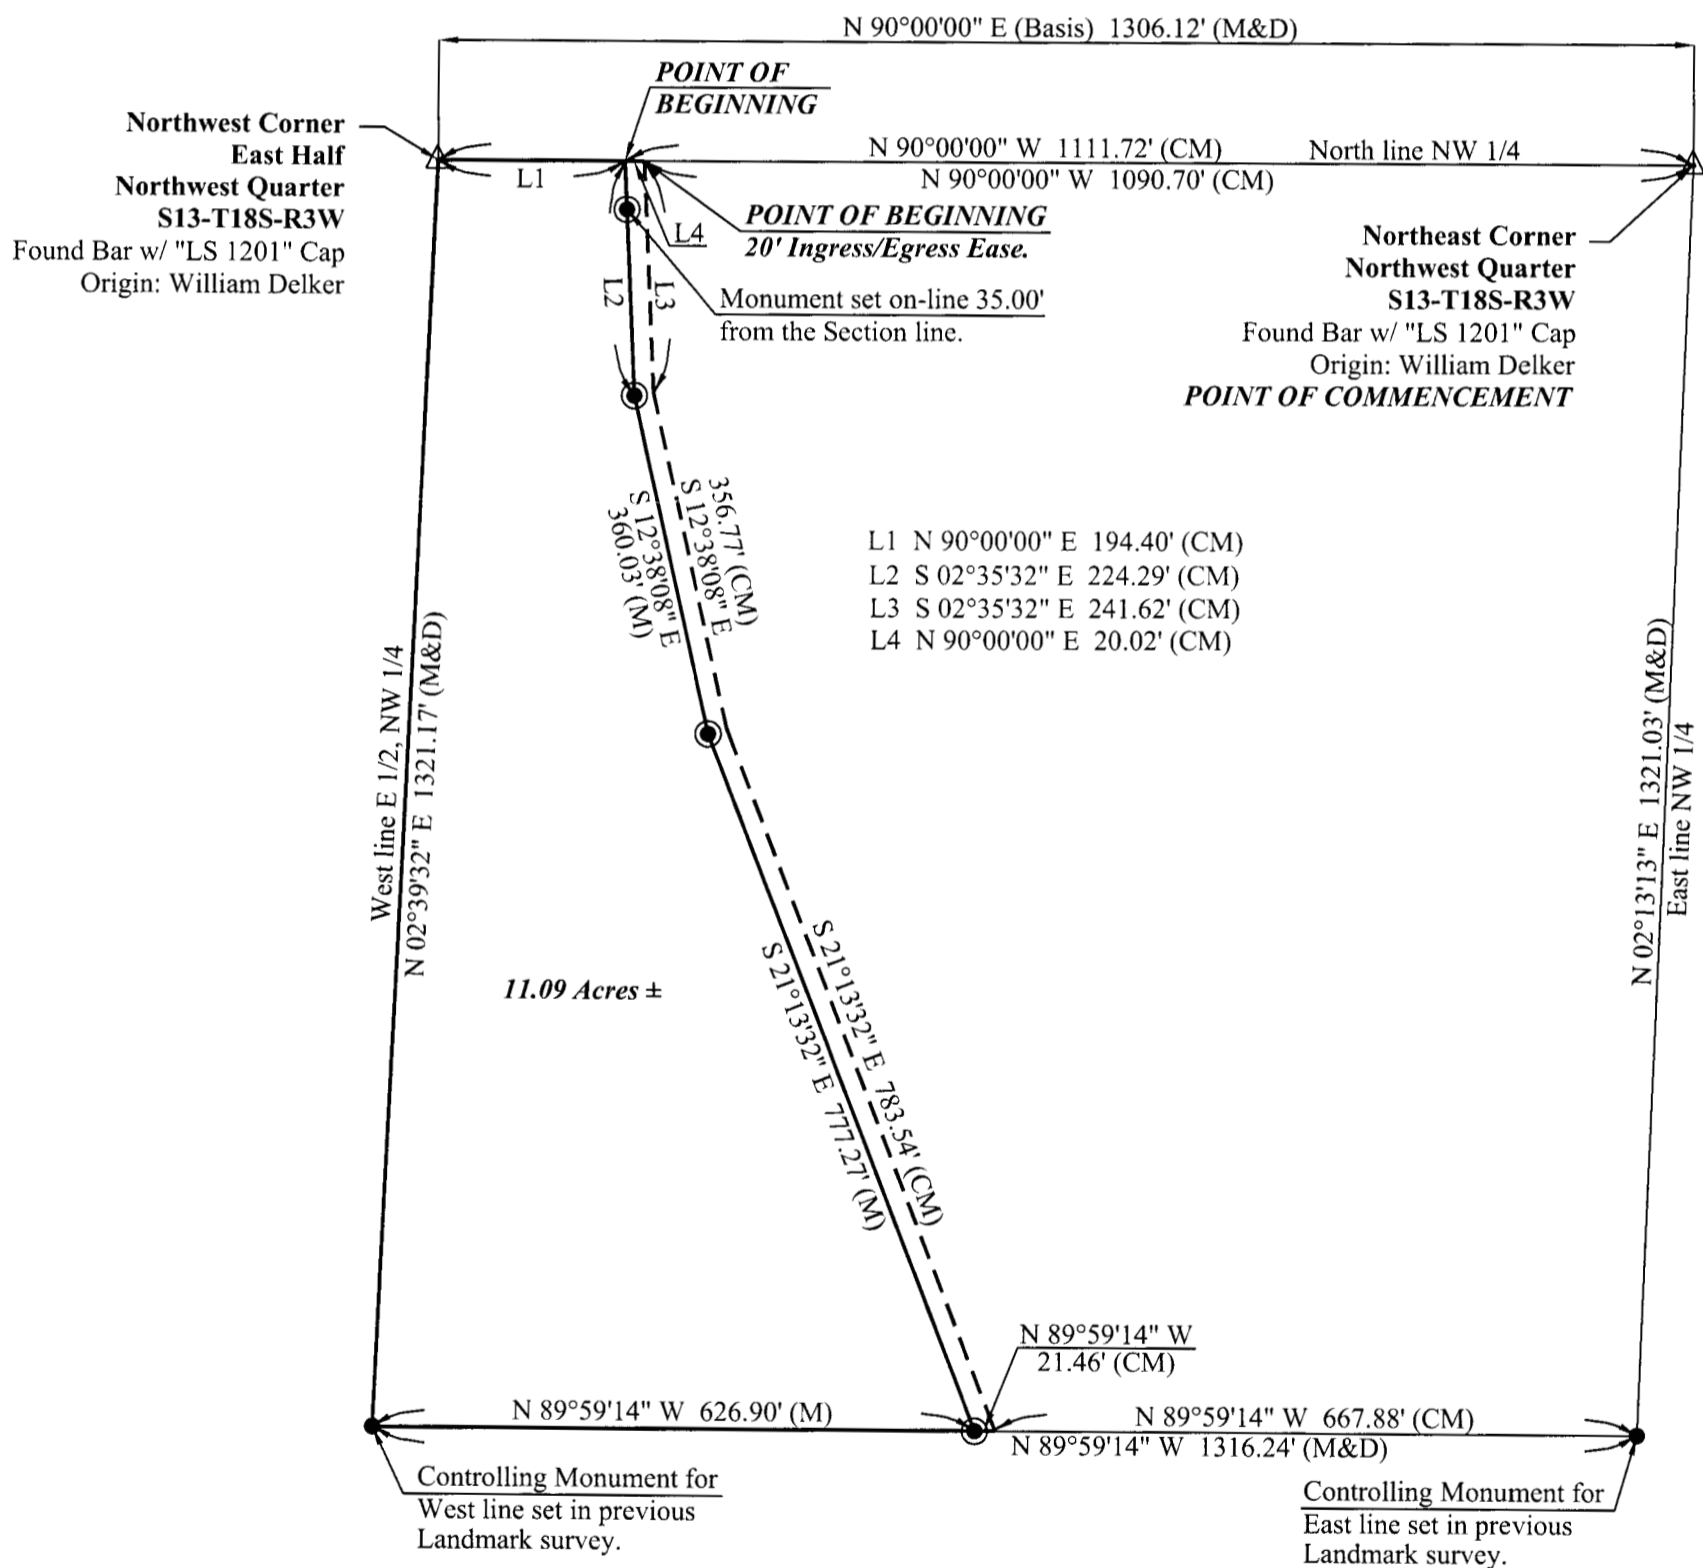 N 90°00'00" E (Basis) 1306.12' (M&D)
POINT OF
BEGINNING
Northwest Corner
East Half
Northwest Quarter
S13-T18S-R3W
Found Bar w/ "LS 1201" Cap
Origin: William Delker
N 90°00'00" W 1111.72' (CM)
North line NW 1/4
N 90°00'00" W 1090.70' (CM)
L1
L4
POINT OF BEGINNING
20' Ingress/Egress Ease.
Northeast Corner
Northwest Quarter
S13-T18S-R3W
Found Bar w/ "LS 1201" Cap
Origin: William Delker
POINT OF COMMENCEMENT
L2
L3
Monument set on-line 35.00'
from the Section line.
356.77' (CM)
S 12°38'08" E
S 12°38'08" E
360.03' (M)
L1 N 90°00'00" E 194.40' (CM)
L2 S 02°35'32" E 224.29' (CM)
L3 S 02°35'32" E 241.62' (CM)
L4 N 90°00'00" E 20.02' (CM)
West line E 1/2, NW 1/4
N 02°39'32" E 1321.17' (M&D)
N 02°13'13" E 1321.03' (M&D)
East line NW 1/4
11.09 Acres ±
S 21°13'32" E 783.54' (CM)
S 21°13'32" E 777.27' (M)
N 89°59'14" W
21.46' (CM)
N 89°59'14" W 626.90' (M)
N 89°59'14" W 667.88' (CM)
N 89°59'14" W 1316.24' (M&D)
Controlling Monument for
West line set in previous
Landmark survey.
Controlling Monument for
East line set in previous
Landmark survey.